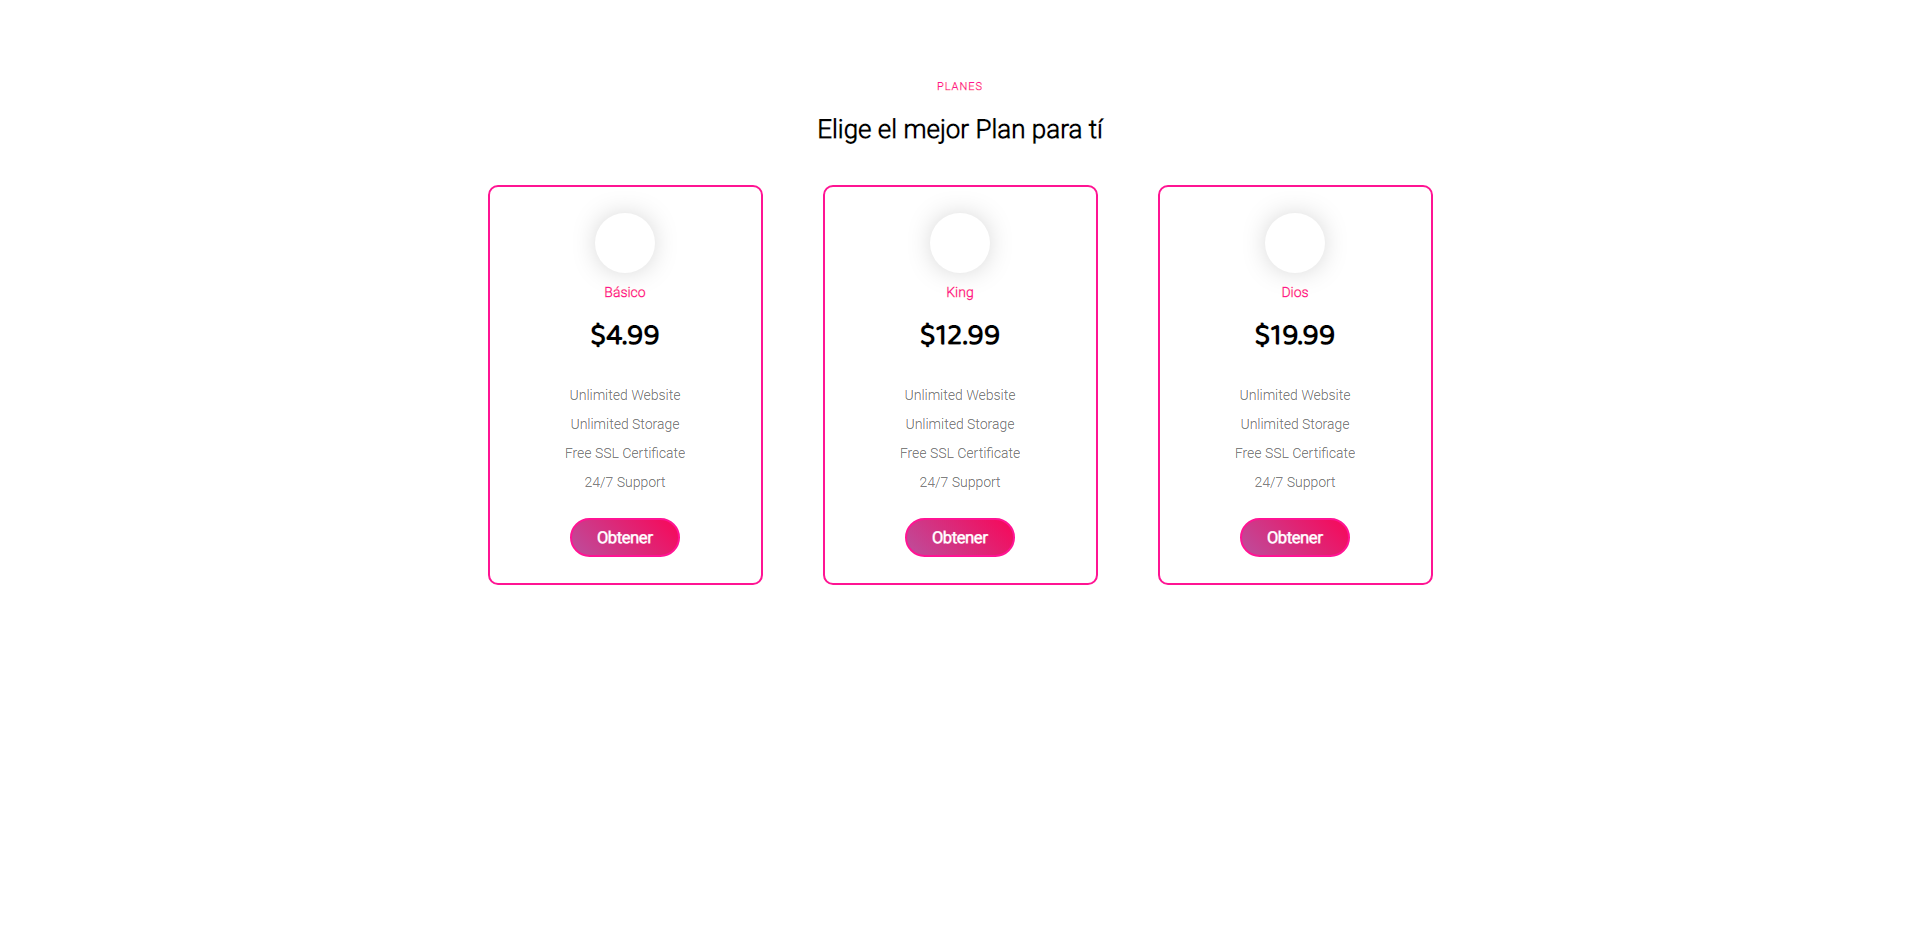 PLANES
Elige el mejor Plan para tí
Básico
$4.99
Unlimited Website
Unlimited Storage
Free SSL Certificate
24/7 Support
Obtener
King
$12.99
Unlimited Website
Unlimited Storage
Free SSL Certificate
24/7 Support
Obtener
Dios
$19.99
Unlimited Website
Unlimited Storage
Free SSL Certificate
24/7 Support
Obtener